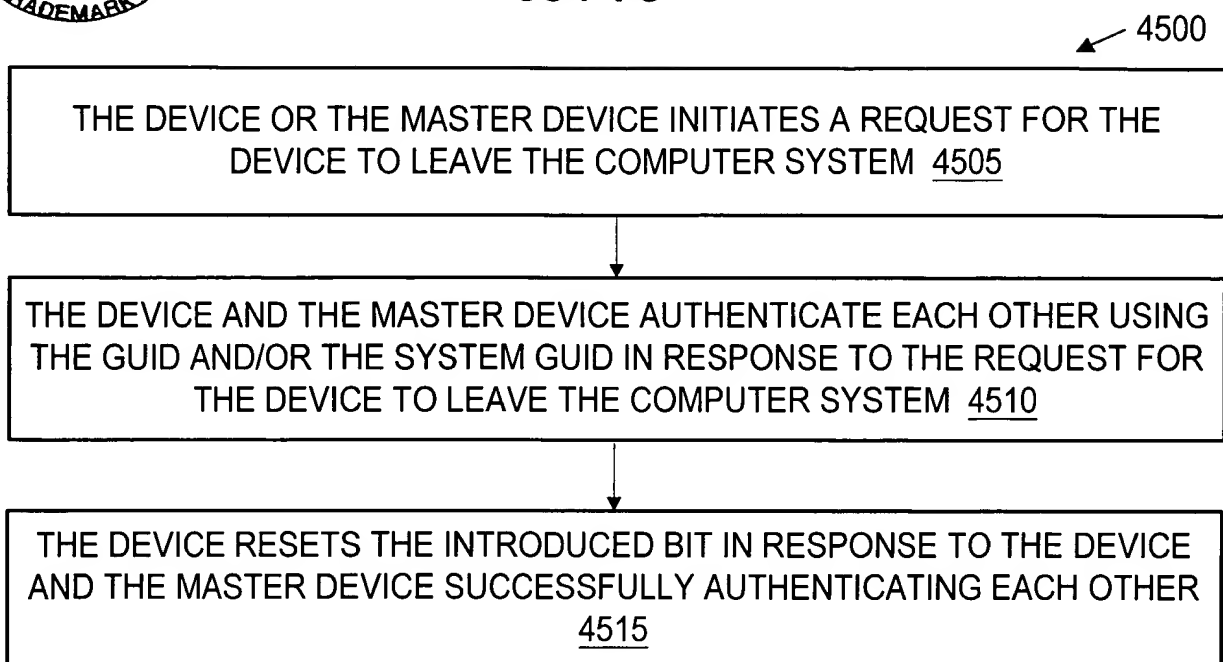 TRADEMARK
4500
THE DEVICE OR THE MASTER DEVICE INITIATES A REQUEST FOR THE
DEVICE TO LEAVE THE COMPUTER SYSTEM 4505
THE DEVICE AND THE MASTER DEVICE AUTHENTICATE EACH OTHER USING
THE GUID AND/OR THE SYSTEM GUID IN RESPONSE TO THE REQUEST FOR
THE DEVICE TO LEAVE THE COMPUTER SYSTEM 4510
THE DEVICE RESETS THE INTRODUCED BIT IN RESPONSE TO THE DEVICE
AND THE MASTER DEVICE SUCCESSFULLY AUTHENTICATING EACH OTHER
4515